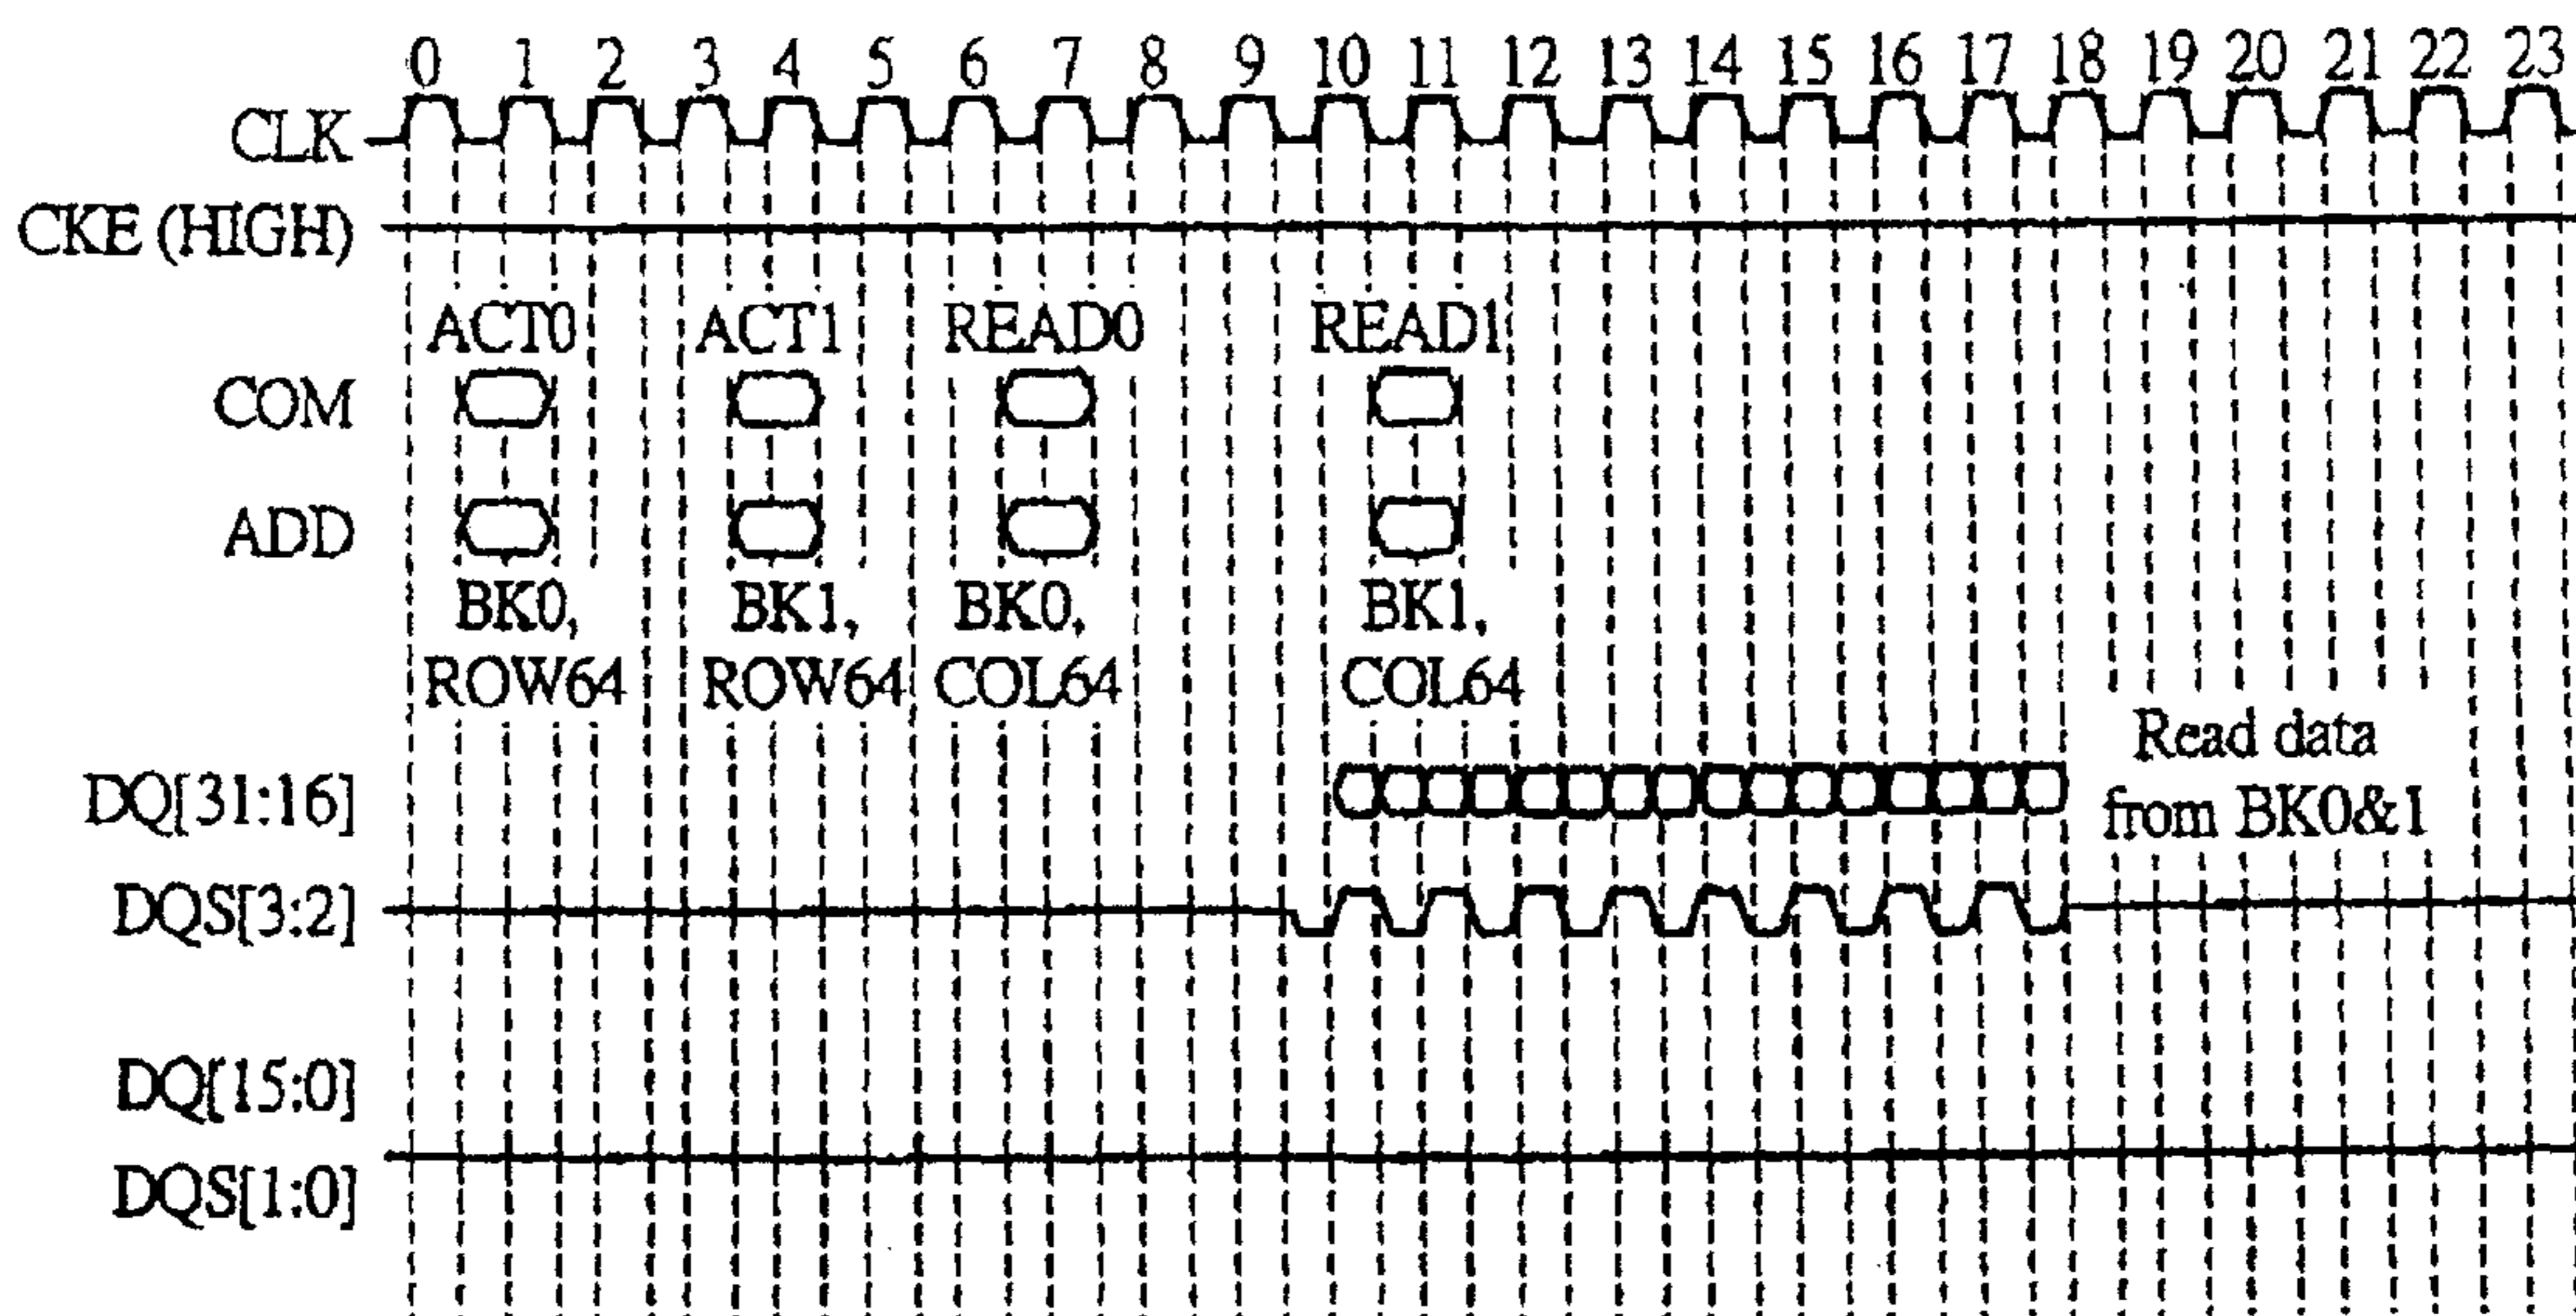 0 1 2 3 4 5 6 7 8 9 10 11 12 13 14 15 16 17 18 19 20 21 22 23
CLK
CKE (HIGH)
ACT0 ACT1 READ0 READ1
COM
ADD
BK0, BK1, BK0, BK1,
ROW64 ROW64 COL64 COL64
Read data
DQ[31:16] from BK0&1
DQS[3:2]
DQ[15:0]
DQS[1:0]